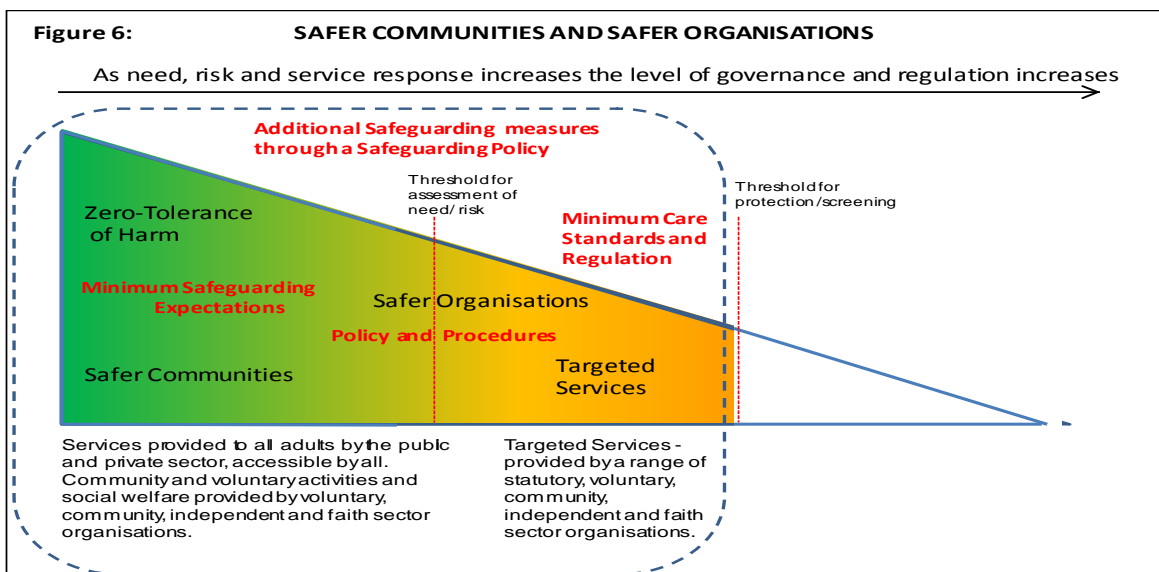 Figure 6: SAFER COMMUNITIES AND SAFER ORGANISATIONS
As need, risk and service response increases the level of governance and regulation increases
Additional Safeguarding measures
through a Safeguarding Policy
Threshold for
assessment of
need/ risk
Threshold for
protection/screening
Zero-Tolerance
of Harm
Minimum Care
Standards and
Regulation
Minimum Safeguarding
Expectations
Safer Organisations
Policy and Procedures
Safer Communities
Targeted
Services
Services provided to all adults by the public
and private sector, accessible by all.
Community and voluntary activities and
social welfare provided by voluntary,
community, independent and faith sector
organisations.
Targeted Services -
provided by a range of
statutory, voluntary,
community,
independent and faith
sector organisations.